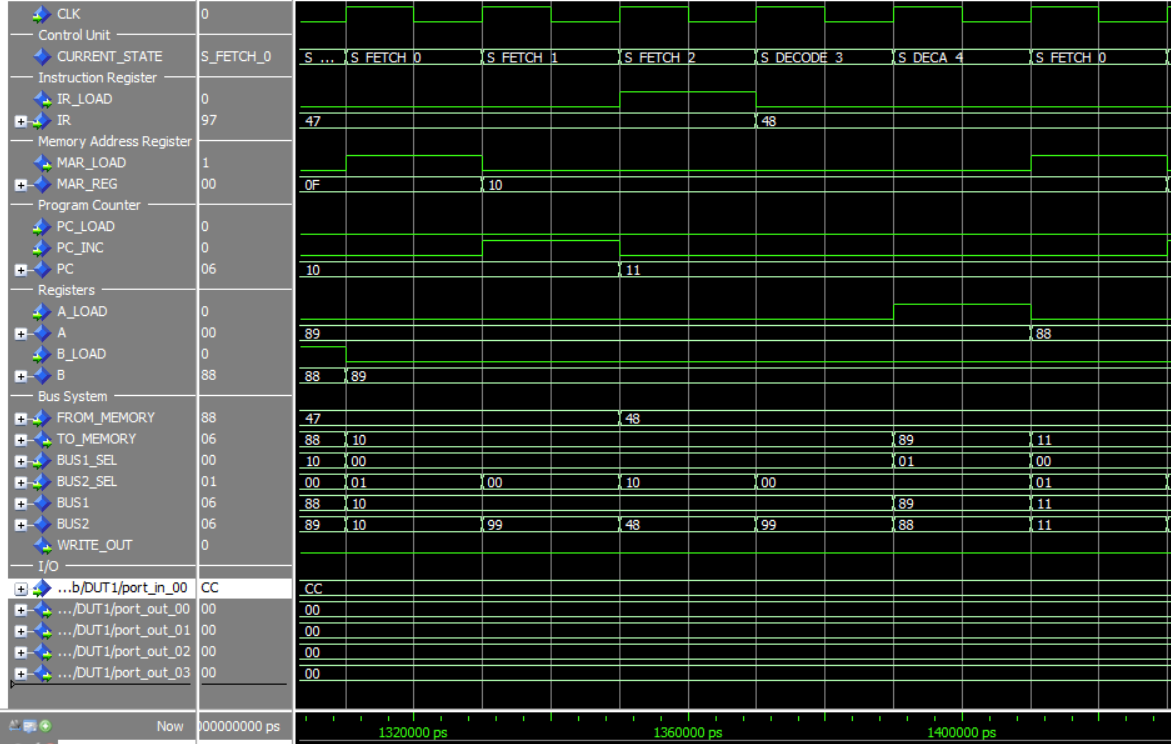 CLK 0
Control Unit
CURRENT_STATE S_FETCH_0 S ... S_FETCH_0 S_FETCH_1 S_FETCH_2 S_DECODE_3 S_DECA_4 S_FETCH_0
Instruction Register
IR_LOAD 0
IR 97 47 48
Memory Address Register
MAR_LOAD 1
MAR_REG 00 0F 10
Program Counter
PC_LOAD 0
PC_INC 0
PC 06 10 11
Registers
A_LOAD 0
A 00 89 88
B_LOAD 0
B 88 88 89
Bus System
FROM_MEMORY 88 47 48
TO_MEMORY 06 88 10 89 11
BUS1_SEL 00 10 00 01 00
BUS2_SEL 01 00 01 00 10 00 01
BUS1 06 88 10 89 11
BUS2 06 89 10 99 48 99 88 11
WRITE_OUT 0
I/O
...b/DUT1/port_in_00 CC CC
.../DUT1/port_out_00 00 00
.../DUT1/port_out_01 00 00
.../DUT1/port_out_02 00 00
.../DUT1/port_out_03 00 00
Now 000000000 ps 1320000 ps 1360000 ps 1400000 ps